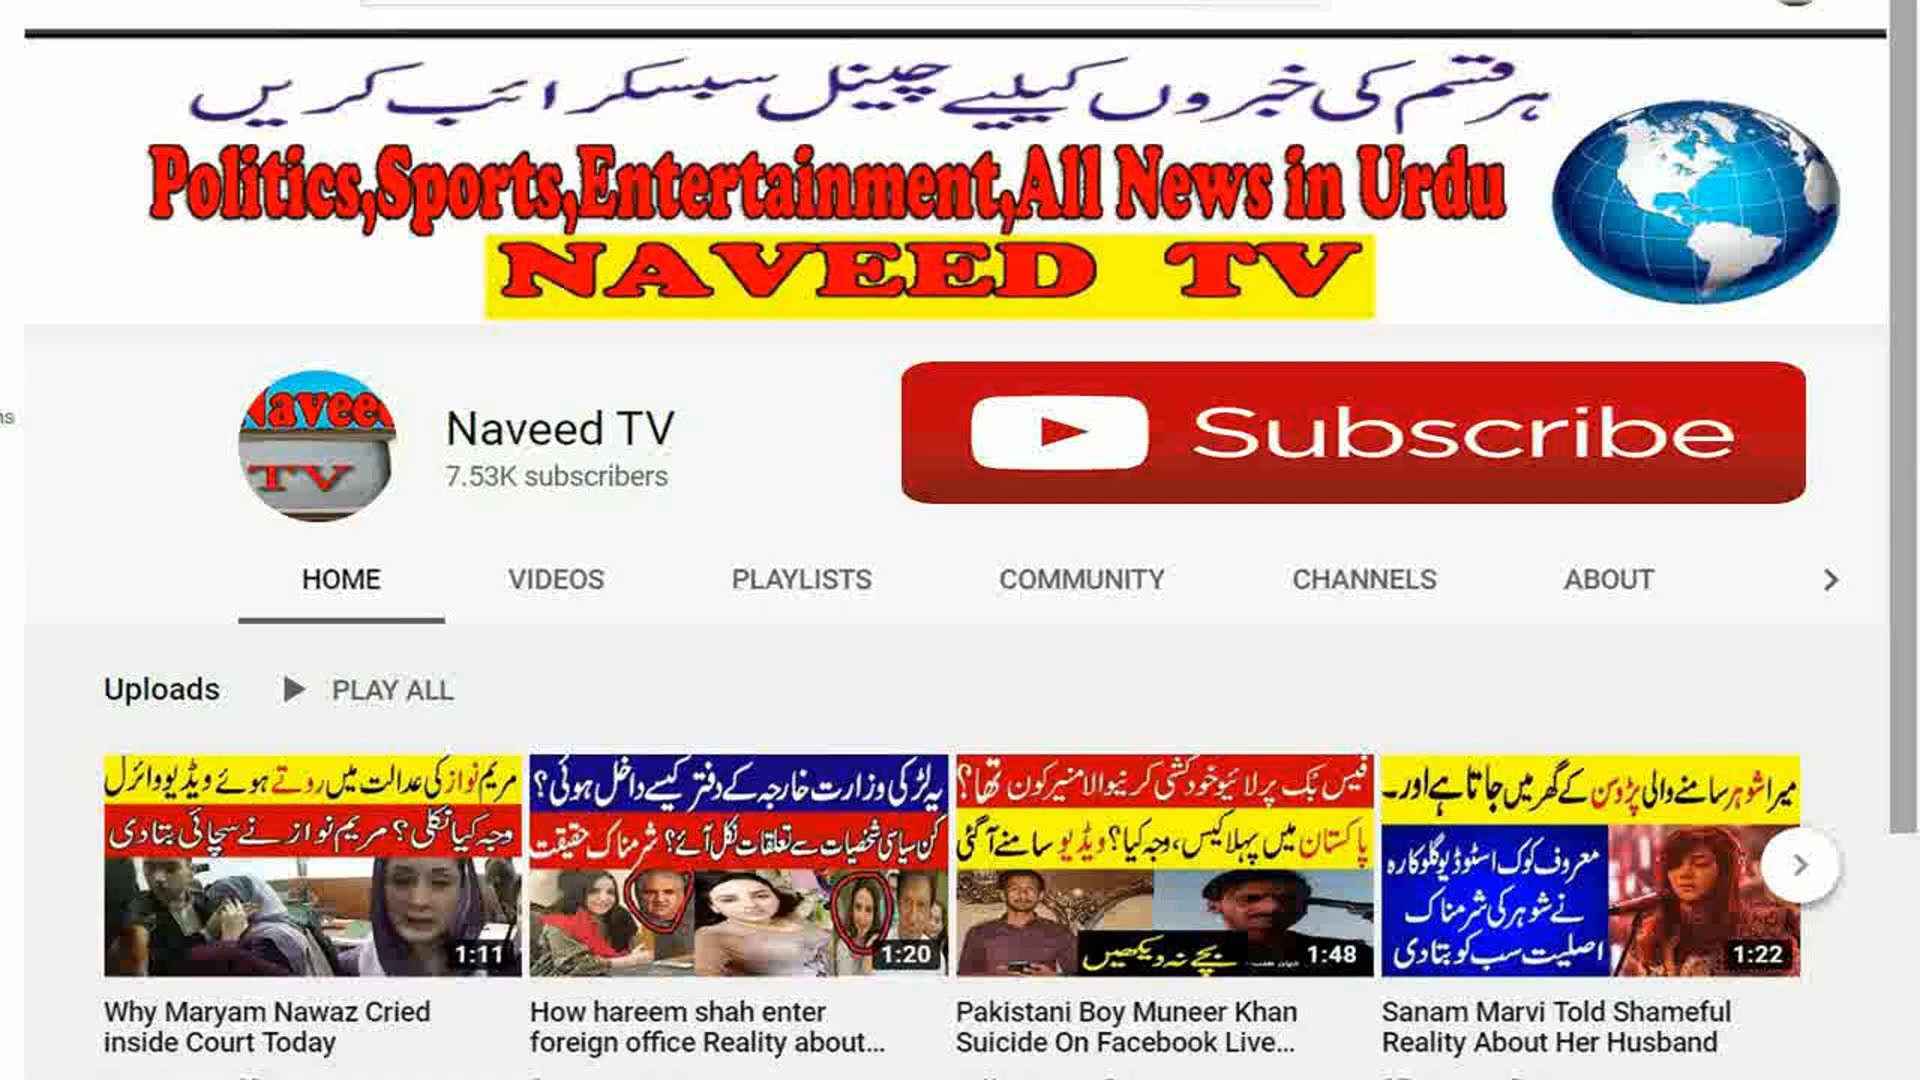 ہر قسم کی خبروں کیلیے چینل سبسکرائب کریں
Politics,Sports,Entertainment,All News in Urdu
NAVEED TV
Navee
TV
Naveed TV
7.53K subscribers
Subscribe
HOME VIDEOS PLAYLISTS COMMUNITY CHANNELS ABOUT
Uploads PLAY ALL
مریم نواز کی عدالت میں روتے ہوئے ویڈیو وائرل
وجہ کیا نکلی؟ مریم نواز نے سچائی بتا دی
1:11
Why Maryam Nawaz Cried
inside Court Today
یہ لڑکی وزارت خارجہ کے دفتر کیسے داخل ہوئی؟
کن سیاسی شخصیات سے تعلقات نکل آئے؟ شرمناک حقیقت
1:20
How hareem shah enter
foreign office Reality about...
فیس بک پر لائیو خودکشی کرنیوالا منیر کون تھا؟
پاکستان میں پہلا کیس، وجہ کیا؟ ویڈیو سامنے آگئی
بچے نہ دیکھیں
1:48
Pakistani Boy Muneer Khan
Suicide On Facebook Live...
میرا شوہر سامنے والی پڑوسن کے گھر میں جاتا ہے اور۔
معروف کوک اسٹوڈیو گلوکارہ
نے شوہر کی شرمناک
اصلیت سب کو بتا دی
1:22
Sanam Marvi Told Shameful
Reality About Her Husband